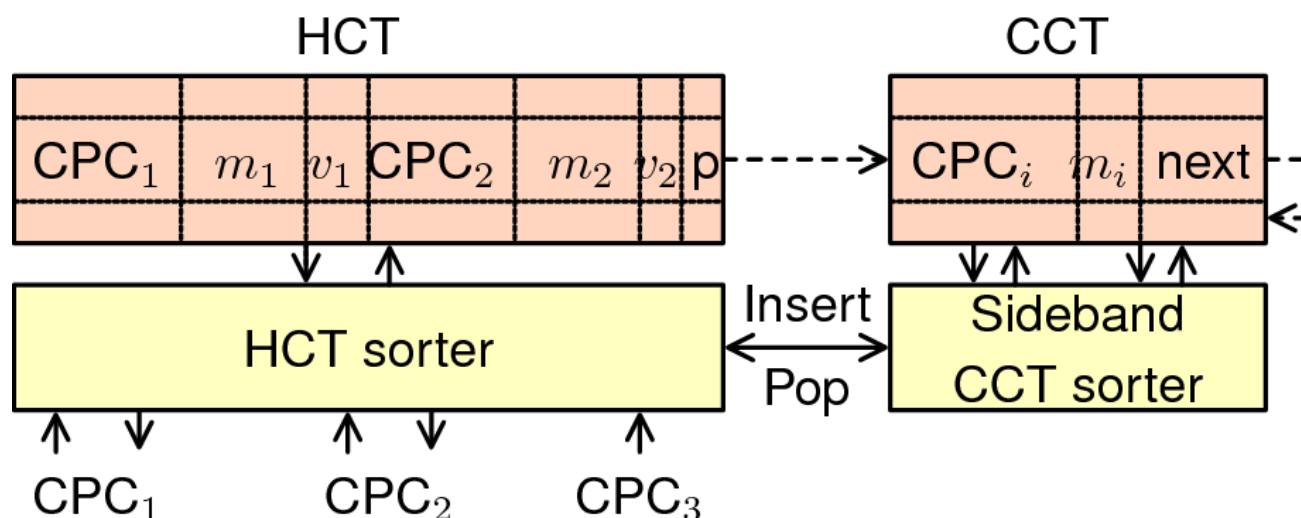 HCT CCT
CPC₁ m₁ v₁ CPC₂ m₂ v₂ p CPCᵢ mᵢ next
HCT sorter
Insert
Pop
Sideband
CCT sorter
CPC₁ CPC₂ CPC₃